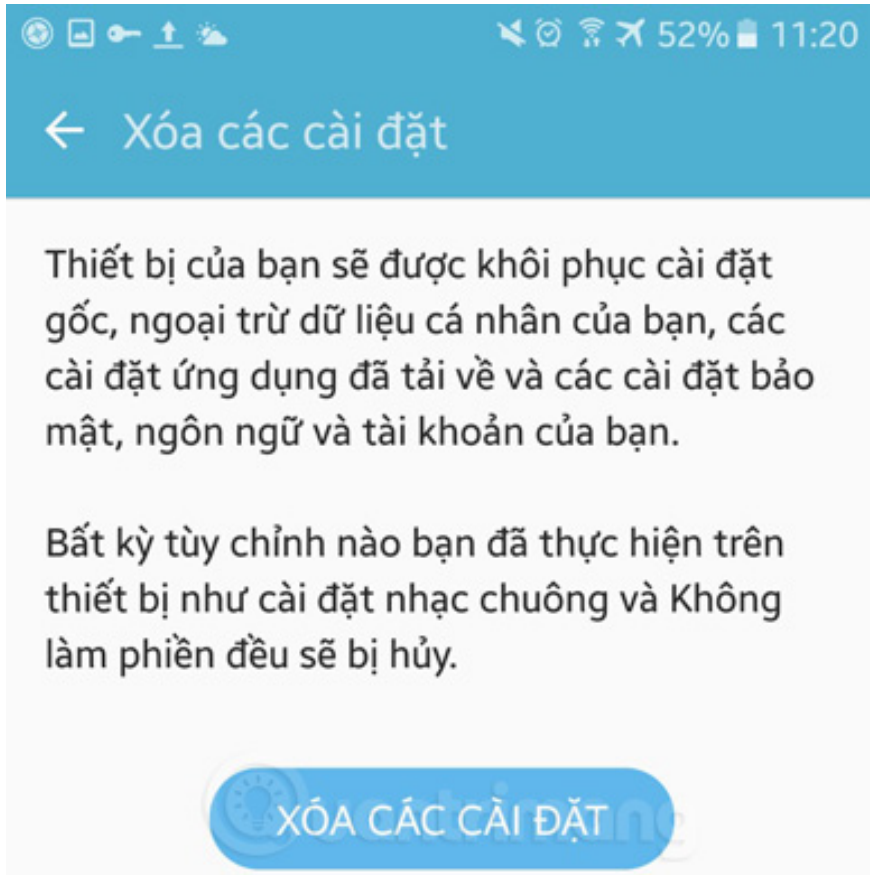 52% 11:20
Xóa các cài đặt
Thiết bị của bạn sẽ được khôi phục cài đặt
gốc, ngoại trừ dữ liệu cá nhân của bạn, các
cài đặt ứng dụng đã tải về và các cài đặt bảo
mật, ngôn ngữ và tài khoản của bạn.
Bất kỳ tùy chỉnh nào bạn đã thực hiện trên
thiết bị như cài đặt nhạc chuông và Không
làm phiền đều sẽ bị hủy.
XÓA CÁC CÀI ĐẶT